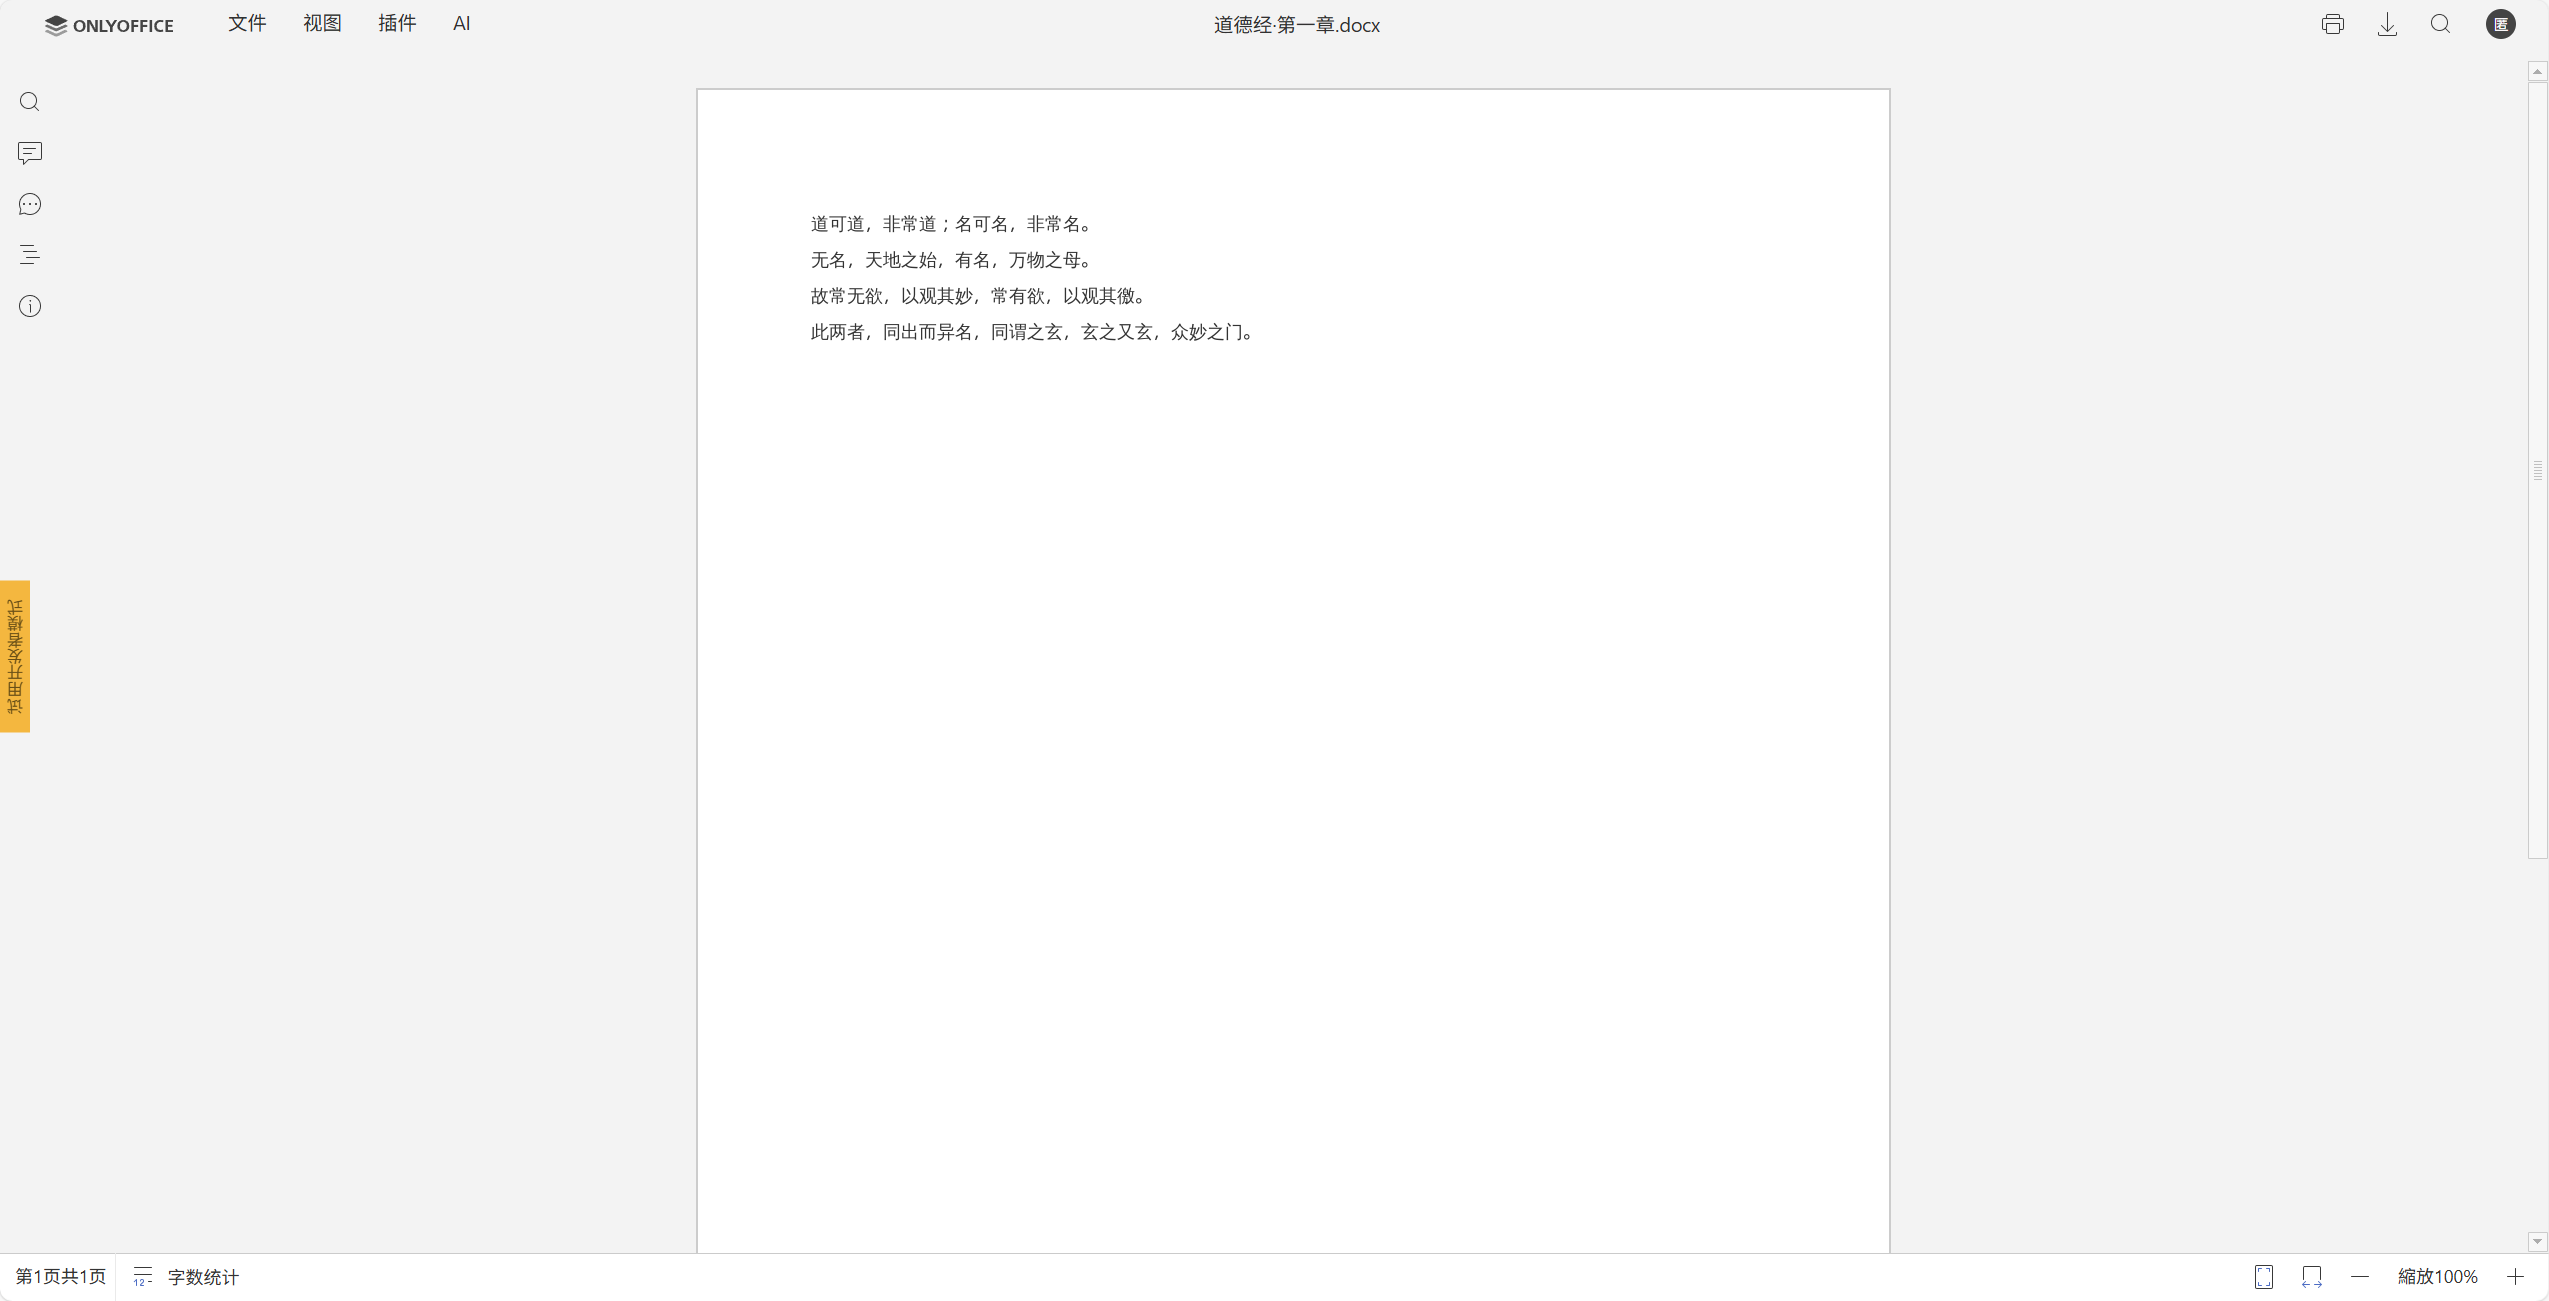 ONLYOFFICE 文件 视图 插件 AI 道德经·第一章.docx 匿
道可道，非常道；名可名，非常名。
无名，天地之始，有名，万物之母。
故常无欲，以观其妙，常有欲，以观其徼。
此两者，同出而异名，同谓之玄，玄之又玄，众妙之门。
试用开发者模式
第1页共1页 12 字数统计 缩放100%